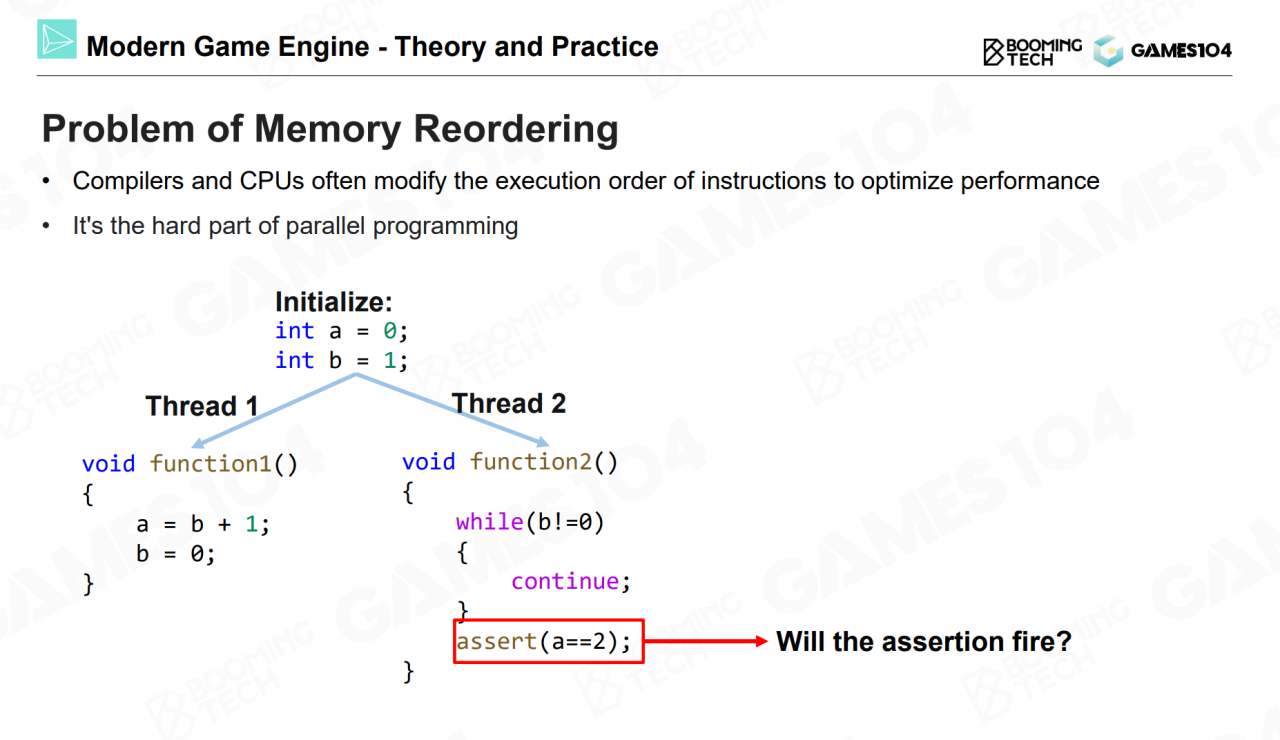 Modern Game Engine - Theory and Practice
BOOMING
TECH
GAMES104
Problem of Memory Reordering
• Compilers and CPUs often modify the execution order of instructions to optimize performance
• It's the hard part of parallel programming
Initialize:
int a = 0;
int b = 1;
Thread 1
Thread 2
void function1()
{
a = b + 1;
b = 0;
}
void function2()
{
while(b!=0)
{
continue;
}
assert(a==2);
}
Will the assertion fire?